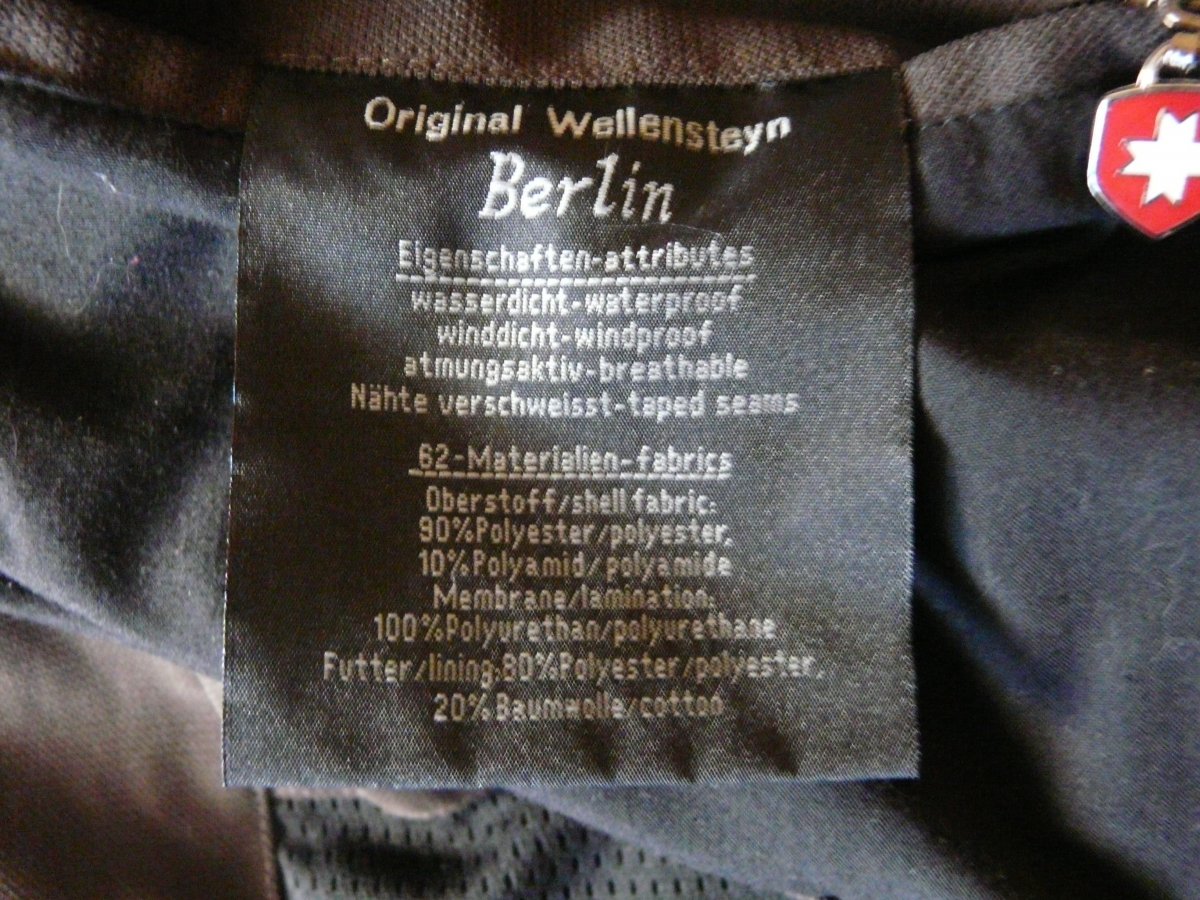 Original Wellensteyn
Berlin
Eigenschaften-attributes
wasserdicht-waterproof
winddicht-windproof
atmungsaktiv-breathable
Nähte verschweisst-taped seams
62-Materialien-fabrics
Oberstoff/shell fabric:
90%Polyester/polyester,
10%Polyamid/polyamide
Membrane/lamination:
100%Polyurethan/polyurethane
Futter/lining:80%Polyester/polyester,
20%Baumwolle/cotton